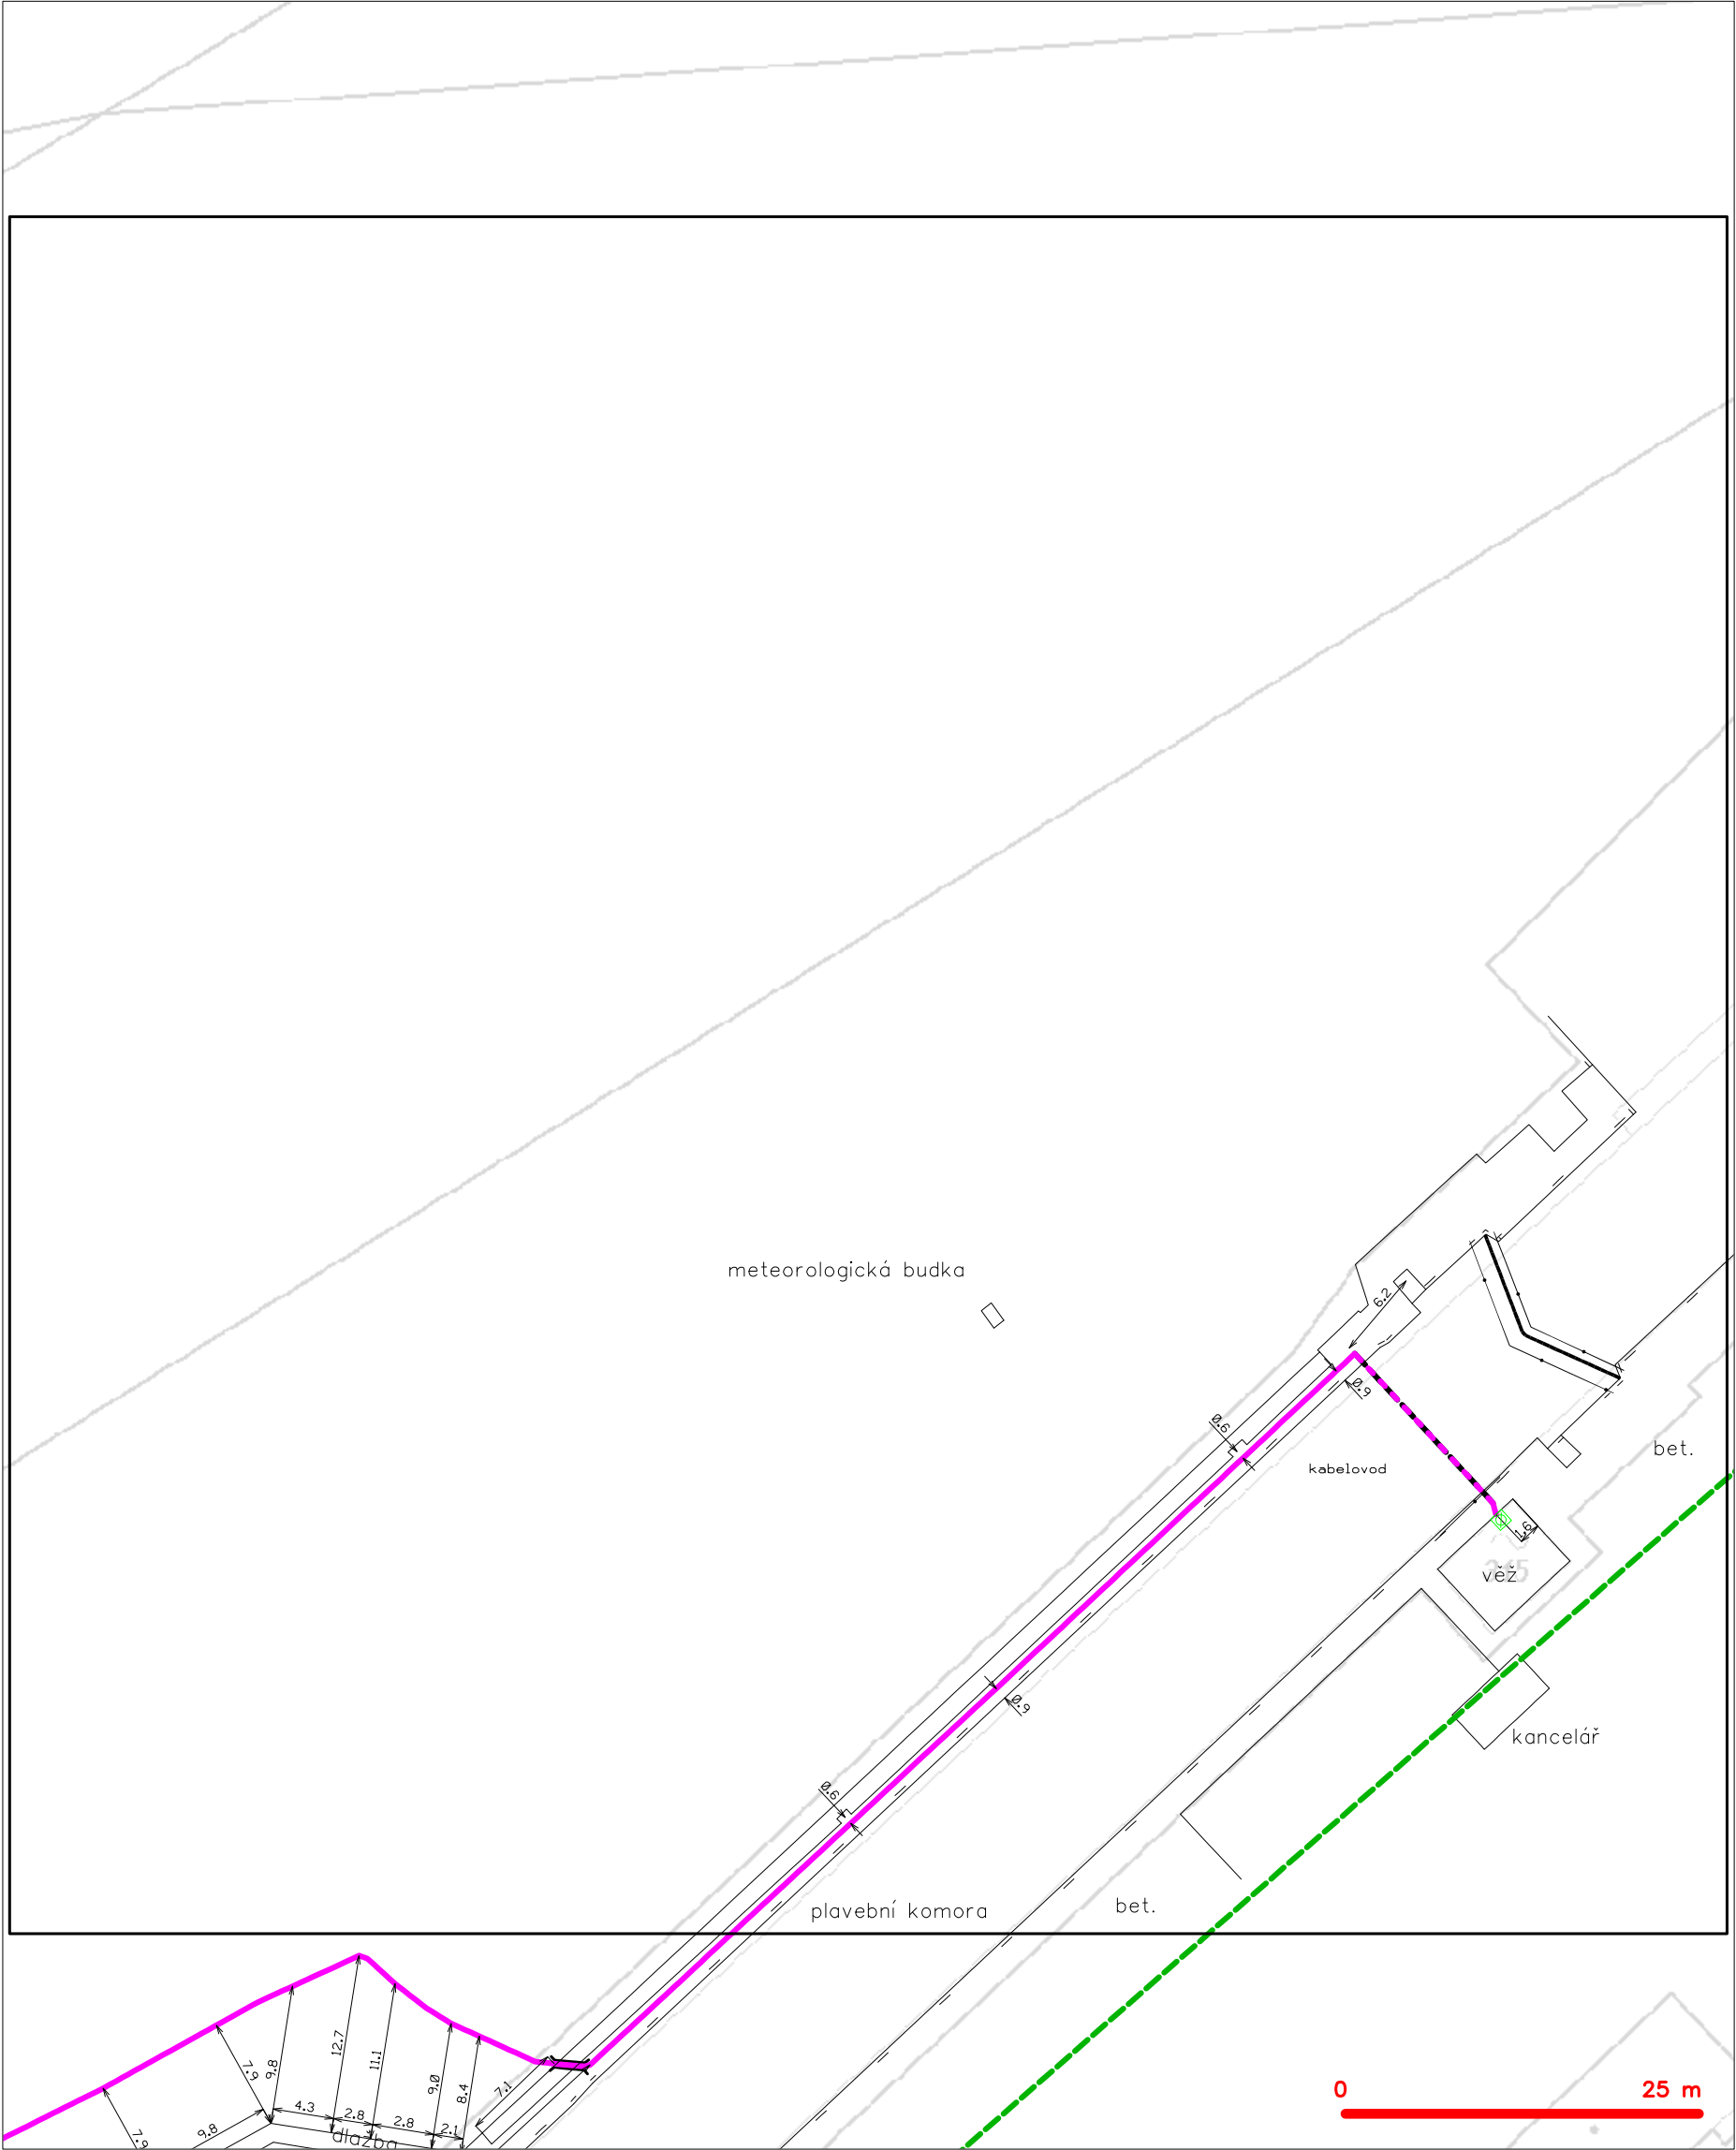 meteorologická budka
6.2
0.9
0.6
bet.
kabelovod
1.6
věž
0.9
kancelář
0.6
plavební komora
bet.
12.7
11.1
7.9
9.8
9.0
8.4
7.1
0
25 m
4.3
2.8
2.8
2.1
9.8
7.9
dlažba